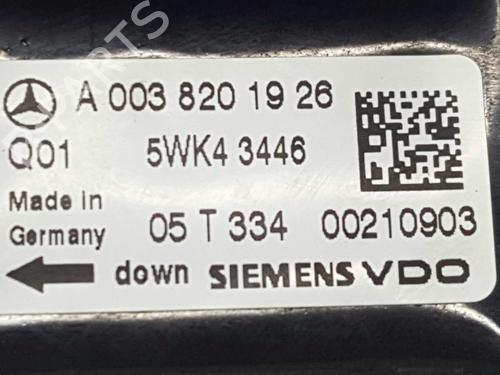 A 003 820 19 26
Q01 5WK4 3446
Made in
Germany 05 T 334 00210903
down SIEMENS VDO